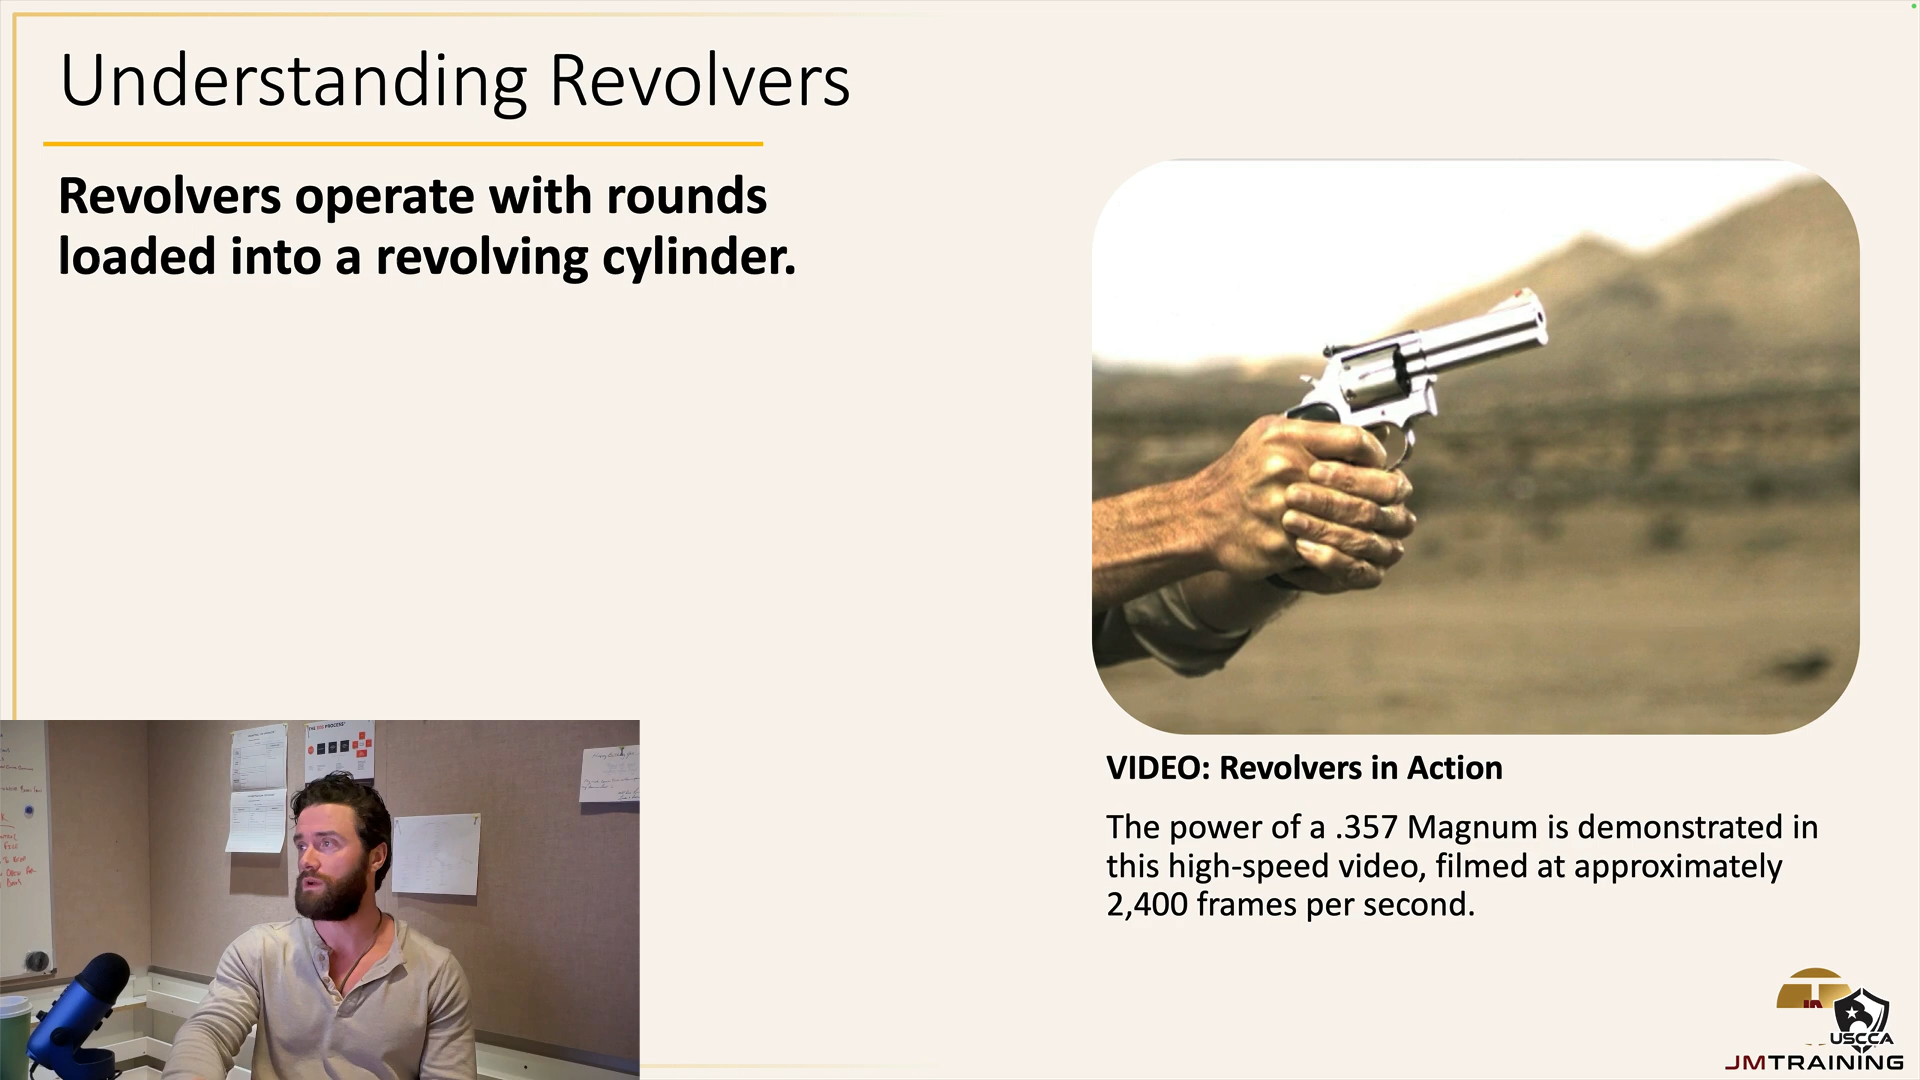 Understanding Revolvers
Revolvers operate with rounds
loaded into a revolving cylinder.
VIDEO: Revolvers in Action
The power of a .357 Magnum is demonstrated in
this high-speed video, filmed at approximately
2,400 frames per second.
USCCA
JMTRAINING